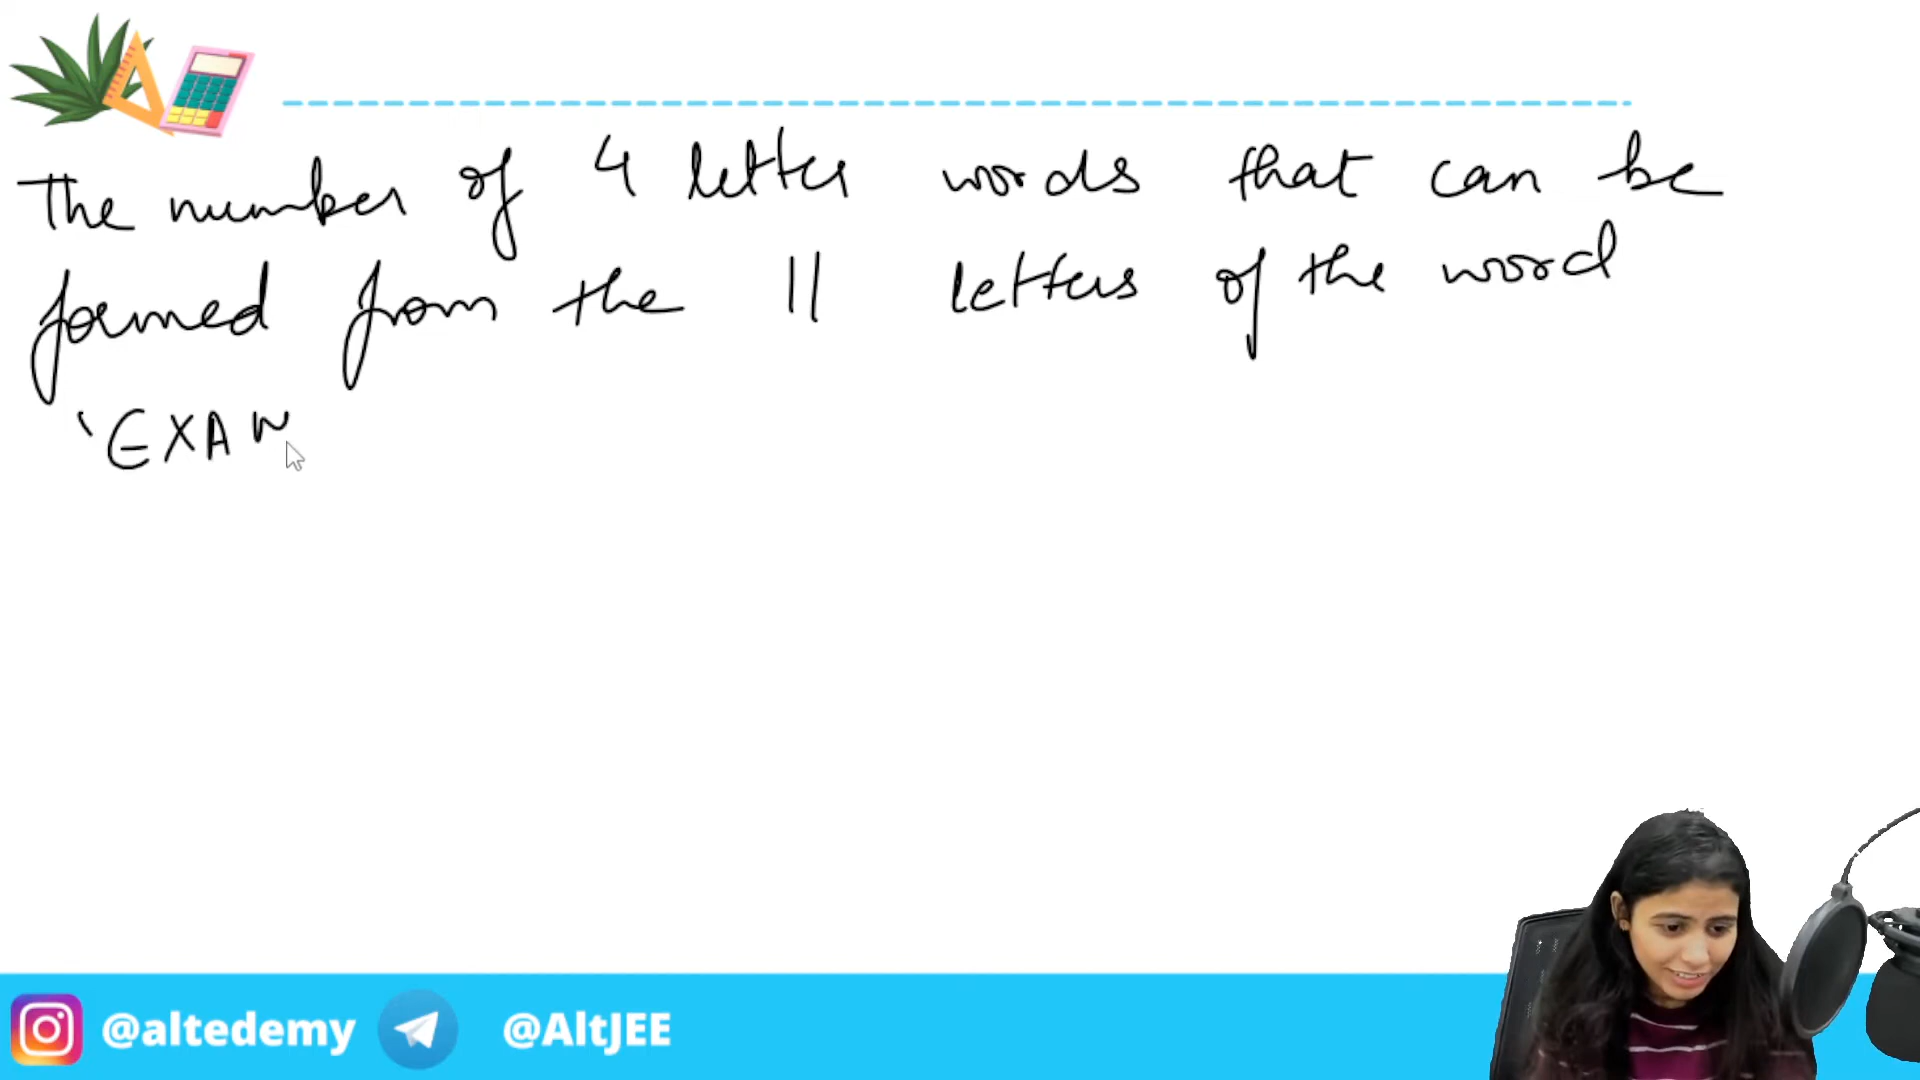 The number of 4 letter words that can be
formed from the 11 letters of the word
'EXAM
@altedemy @AltJEE